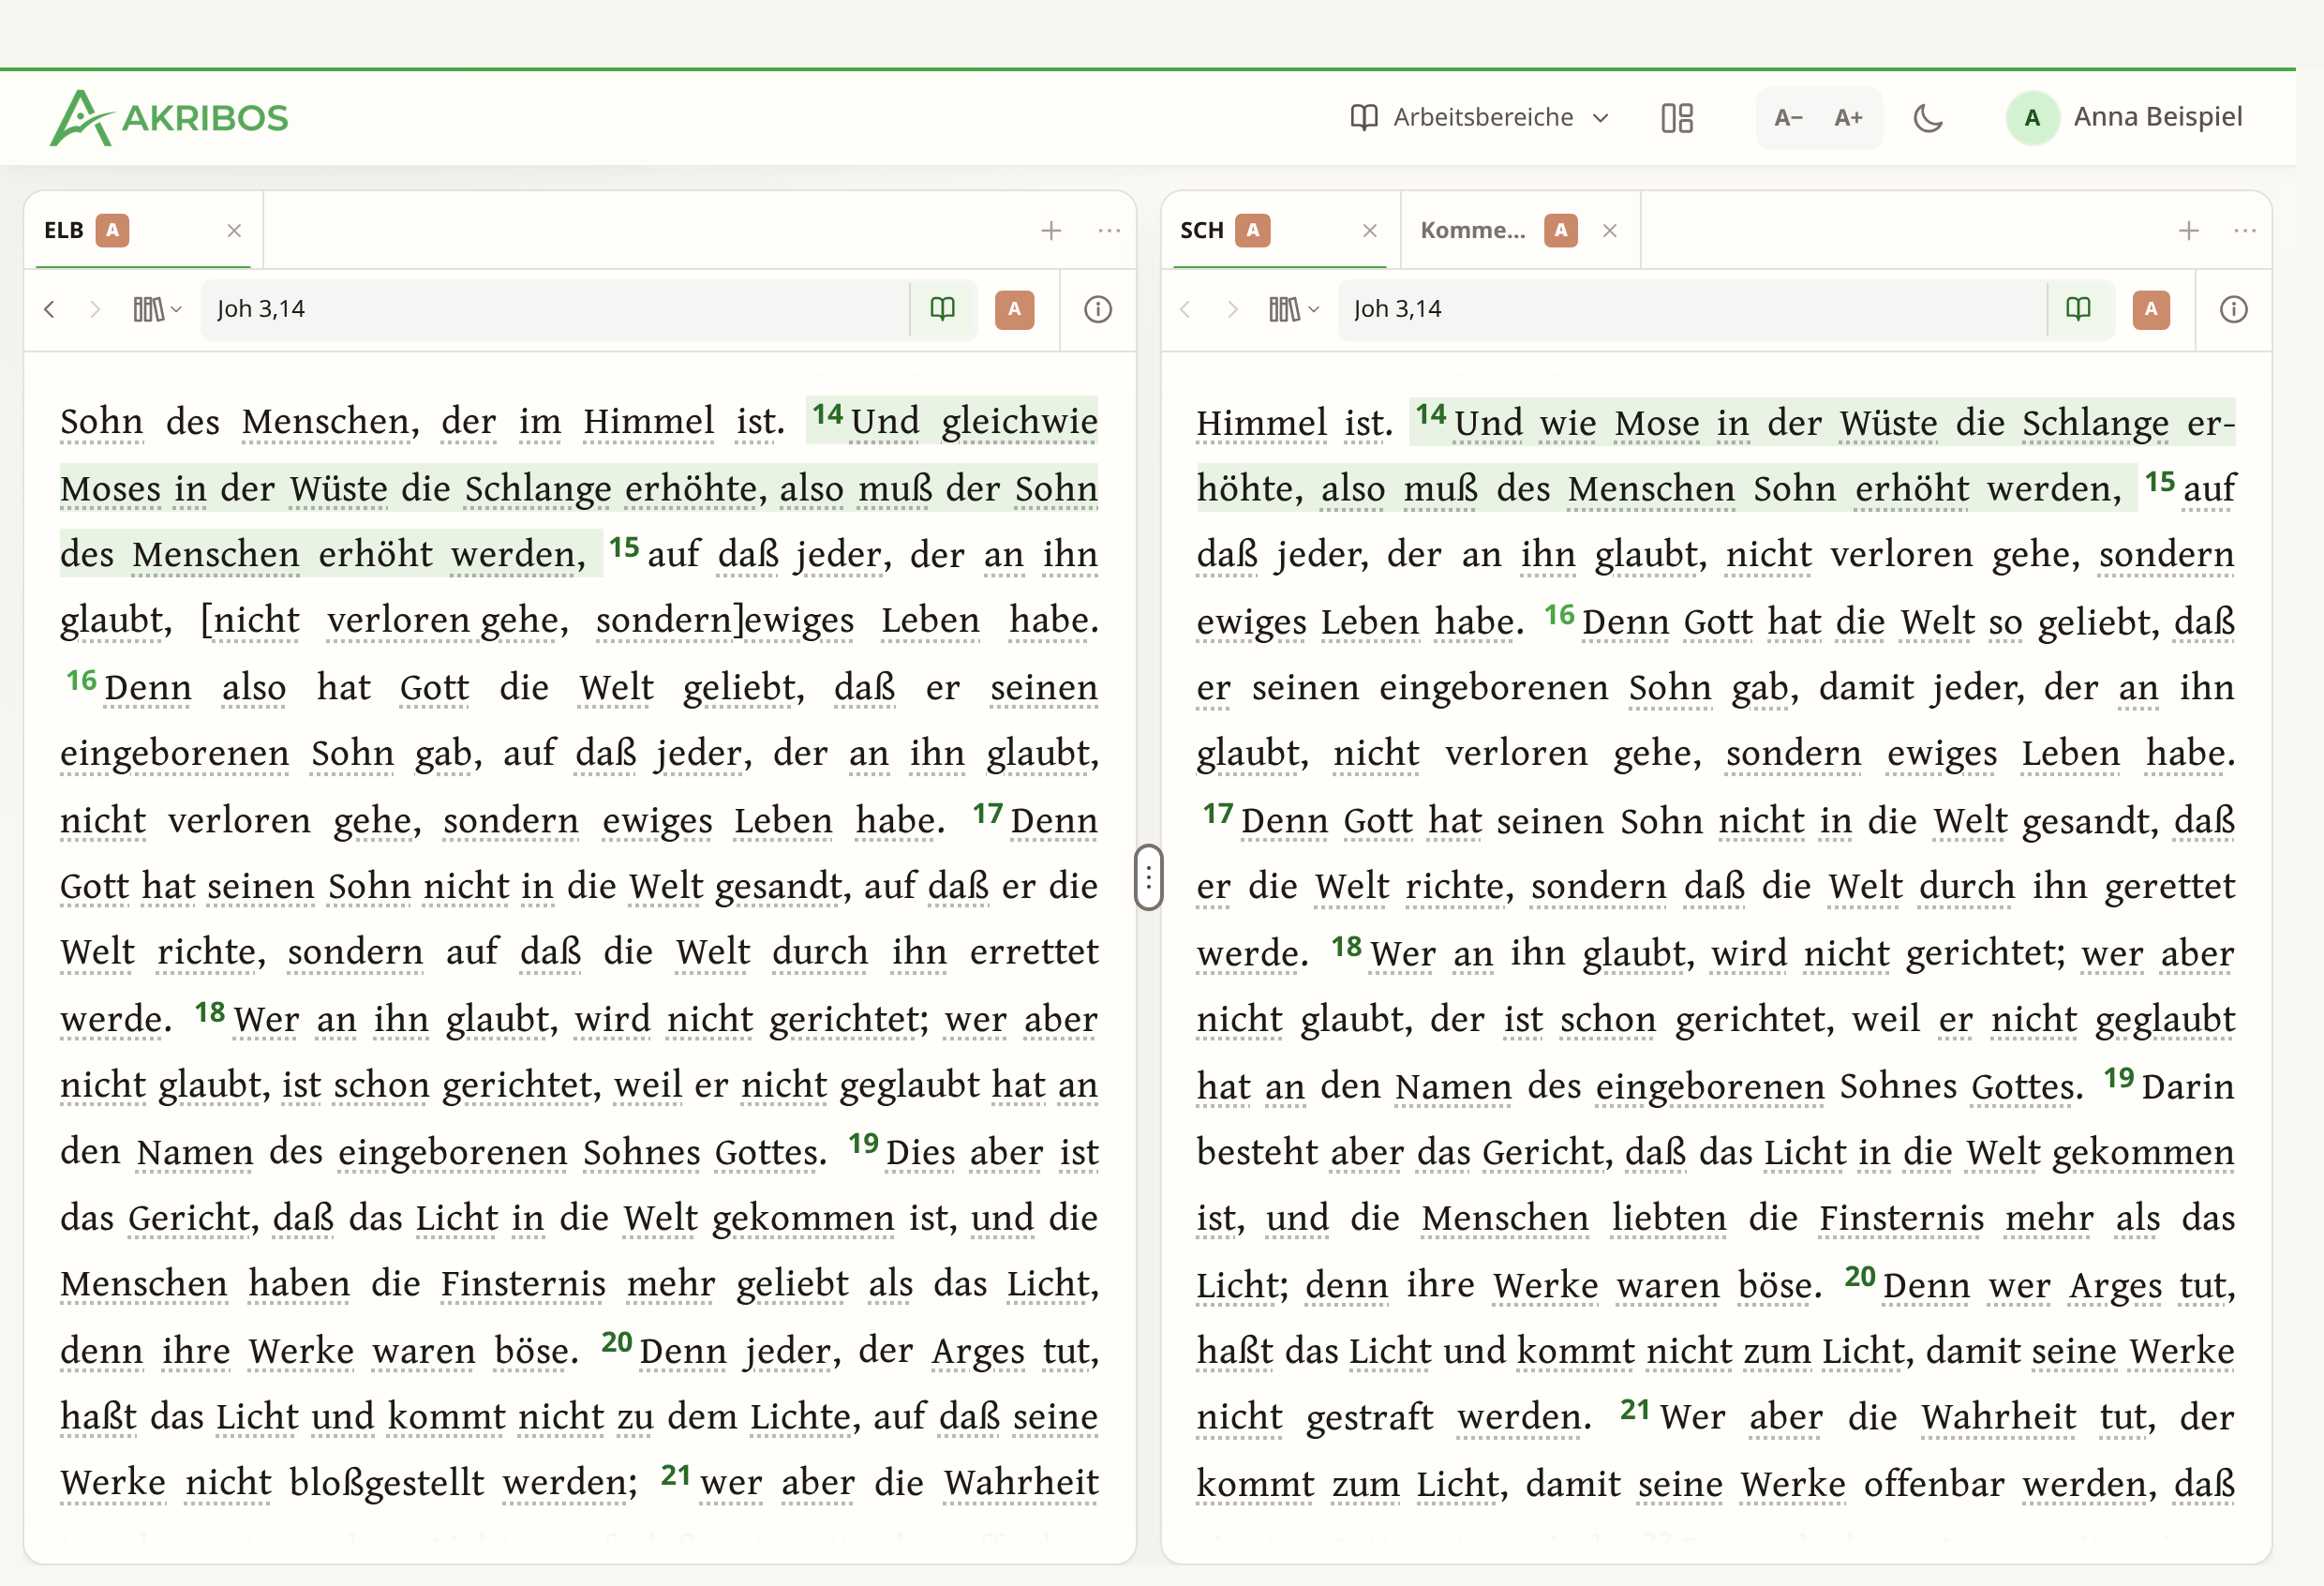 AKRIBOS
Arbeitsbereiche
A− A+
A Anna Beispiel
ELB A
Joh 3,14
A
Sohn des Menschen, der im Himmel ist. 14 Und gleichwie
Moses in der Wüste die Schlange erhöhte, also muß der Sohn
des Menschen erhöht werden, 15 auf daß jeder, der an ihn
glaubt, [nicht verloren gehe, sondern]ewiges Leben habe.
16 Denn also hat Gott die Welt geliebt, daß er seinen
eingeborenen Sohn gab, auf daß jeder, der an ihn glaubt,
nicht verloren gehe, sondern ewiges Leben habe. 17 Denn
Gott hat seinen Sohn nicht in die Welt gesandt, auf daß er die
Welt richte, sondern auf daß die Welt durch ihn errettet
werde. 18 Wer an ihn glaubt, wird nicht gerichtet; wer aber
nicht glaubt, ist schon gerichtet, weil er nicht geglaubt hat an
den Namen des eingeborenen Sohnes Gottes. 19 Dies aber ist
das Gericht, daß das Licht in die Welt gekommen ist, und die
Menschen haben die Finsternis mehr geliebt als das Licht,
denn ihre Werke waren böse. 20 Denn jeder, der Arges tut,
haßt das Licht und kommt nicht zu dem Lichte, auf daß seine
Werke nicht bloßgestellt werden; 21 wer aber die Wahrheit
SCH A
Komme... A
Joh 3,14
A
Himmel ist. 14 Und wie Mose in der Wüste die Schlange er-
höhte, also muß des Menschen Sohn erhöht werden, 15 auf
daß jeder, der an ihn glaubt, nicht verloren gehe, sondern
ewiges Leben habe. 16 Denn Gott hat die Welt so geliebt, daß
er seinen eingeborenen Sohn gab, damit jeder, der an ihn
glaubt, nicht verloren gehe, sondern ewiges Leben habe.
17 Denn Gott hat seinen Sohn nicht in die Welt gesandt, daß
er die Welt richte, sondern daß die Welt durch ihn gerettet
werde. 18 Wer an ihn glaubt, wird nicht gerichtet; wer aber
nicht glaubt, der ist schon gerichtet, weil er nicht geglaubt
hat an den Namen des eingeborenen Sohnes Gottes. 19 Darin
besteht aber das Gericht, daß das Licht in die Welt gekommen
ist, und die Menschen liebten die Finsternis mehr als das
Licht; denn ihre Werke waren böse. 20 Denn wer Arges tut,
haßt das Licht und kommt nicht zum Licht, damit seine Werke
nicht gestraft werden. 21 Wer aber die Wahrheit tut, der
kommt zum Licht, damit seine Werke offenbar werden, daß